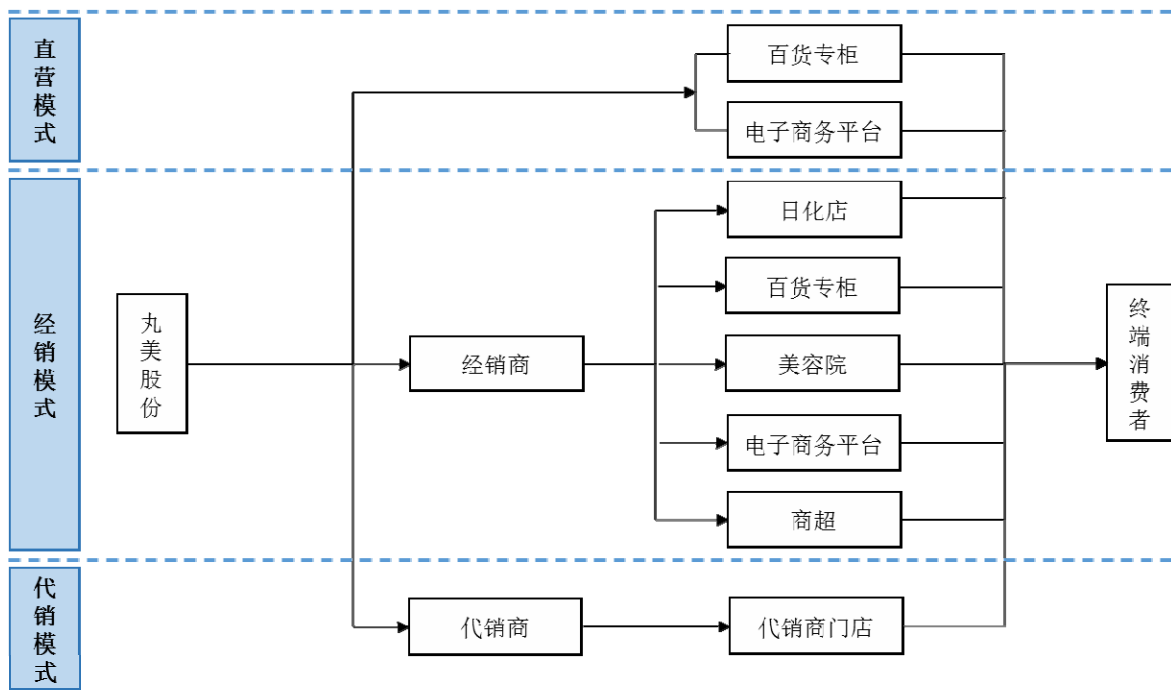 直营模式
百货专柜
电子商务平台
经销模式
丸美股份
经销商
日化店
百货专柜
美容院
电子商务平台
商超
终端消费者
代销模式
代销商
代销商门店